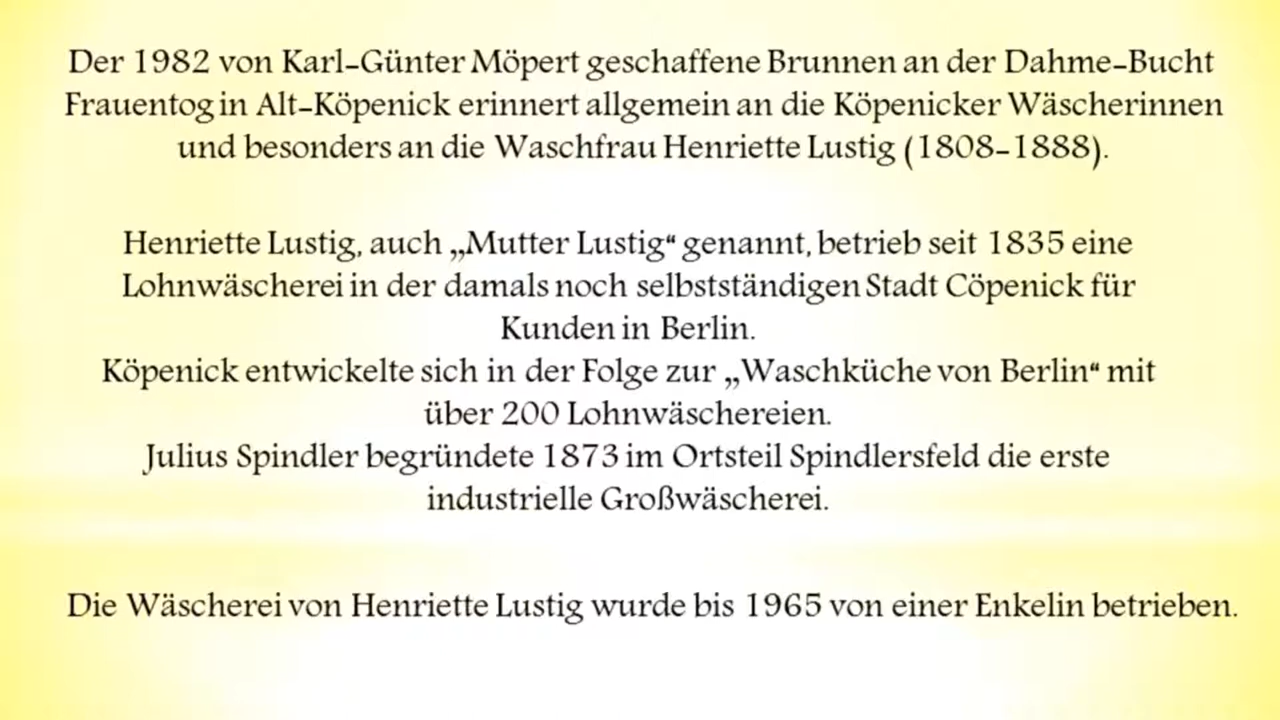 Der 1982 von Karl-Günter Möpert geschaffene Brunnen an der Dahme-Bucht
Frauentog in Alt-Köpenick erinnert allgemein an die Köpenicker Wäscherinnen
und besonders an die Waschfrau Henriette Lustig (1808-1888).
Henriette Lustig, auch „Mutter Lustig“ genannt, betrieb seit 1835 eine
Lohnwäscherei in der damals noch selbstständigen Stadt Cöpenick für
Kunden in Berlin.
Köpenick entwickelte sich in der Folge zur „Waschküche von Berlin“ mit
über 200 Lohnwäschereien.
Julius Spindler begründete 1873 im Ortsteil Spindlersfeld die erste
industrielle Großwäscherei.
Die Wäscherei von Henriette Lustig wurde bis 1965 von einer Enkelin betrieben.